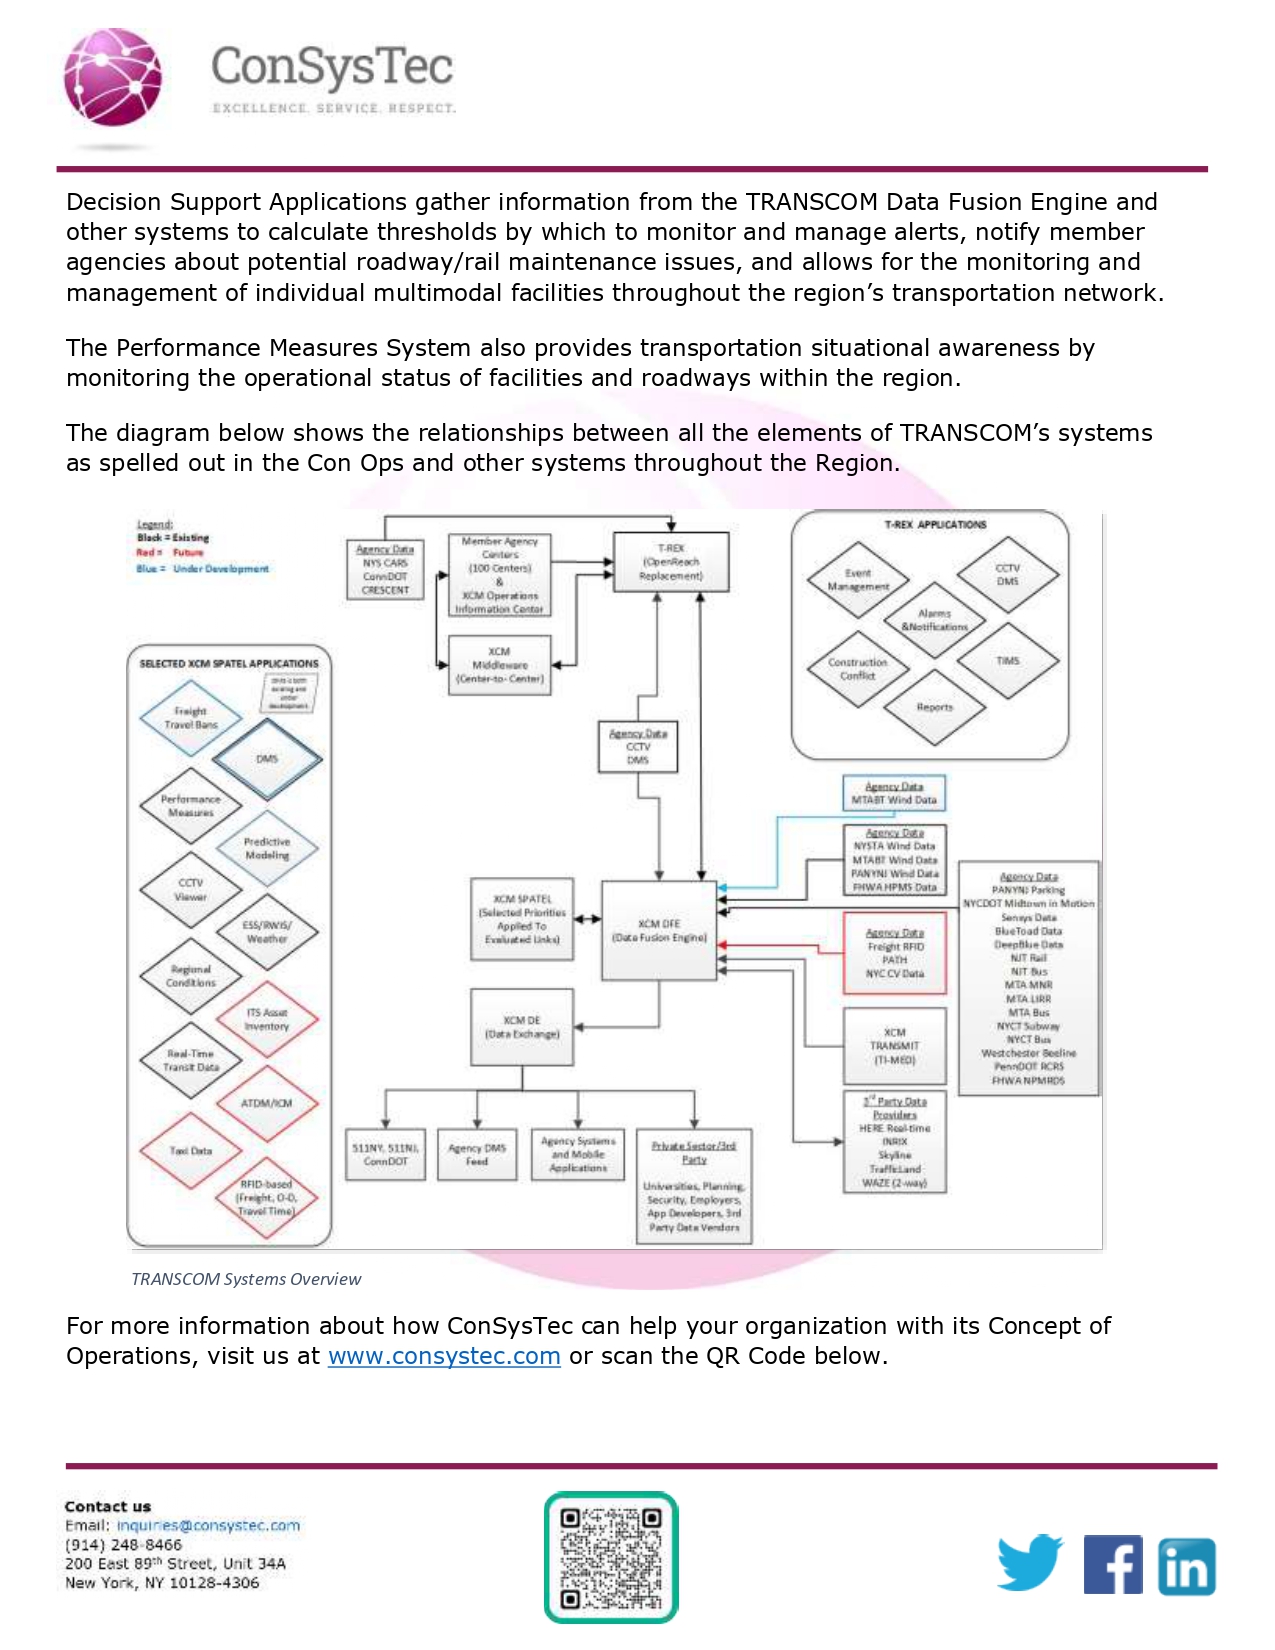 ConSysTec
EXCELLENCE. SERVICE. RESPECT.
Decision Support Applications gather information from the TRANSCOM Data Fusion Engine and
other systems to calculate thresholds by which to monitor and manage alerts, notify member
agencies about potential roadway/rail maintenance issues, and allows for the monitoring and
management of individual multimodal facilities throughout the region’s transportation network.
The Performance Measures System also provides transportation situational awareness by
monitoring the operational status of facilities and roadways within the region.
The diagram below shows the relationships between all the elements of TRANSCOM’s systems
as spelled out in the Con Ops and other systems throughout the Region.
Legend:
Black = Existing
Red = Future
Blue = Under Development
Agency Data
NYS CARS
ConnDOT
CRESCENT
Member Agency
Centers
(100 Centers)
&
XCM Operations
Information Center
T-REX
(OpenReach
Replacement)
XCM
Middleware
(Center-to- Center)
T-REX APPLICATIONS
Event
Management
CCTV
DMS
Alarms
&Notifications
Construction
Conflict
TIMS
Reports
SELECTED XCM SPATEL APPLICATIONS
DMS is both
existing and
under
development
Freight
Travel Bans
DMS
Performance
Measures
Predictive
Modeling
CCTV
Viewer
ESS/RWIS/
Weather
Regional
Conditions
ITS Asset
Inventory
Real-Time
Transit Data
ATDM/ICM
Taxi Data
RFID-based
(Freight, O-D,
Travel Time)
Agency Data
CCTV
DMS
Agency Data
MTABT Wind Data
Agency Data
NYSTA Wind Data
MTABT Wind Data
PANYNJ Wind Data
FHWA HPMS Data
Agency Data
PANYNJ Parking
NYCDOT Midtown in Motion
Sensys Data
BlueToad Data
DeepBlue Data
NJT Rail
NJT Bus
MTA MNR
MTA LIRR
MTA Bus
NYCT Subway
NYCT Bus
Westchester Beeline
PennDOT RCRS
FHWA NPMRDS
XCM SPATEL
(Selected Priorities
Applied To
Evaluated Links)
XCM DFE
(Data Fusion Engine)
Agency Data
Freight RFID
PATH
NYC CV Data
XCM DE
(Data Exchange)
XCM
TRANSMIT
(TI-MED)
3rd Party Data
Providers
HERE Real-time
INRIX
Skyline
TrafficLand
WAZE (2-way)
511NY, 511NJ,
ConnDOT
Agency DMS
Feed
Agency Systems
and Mobile
Applications
Private Sector/3rd
Party
Universities, Planning,
Security, Employers,
App Developers, 3rd
Party Data Vendors
TRANSCOM Systems Overview
For more information about how ConSysTec can help your organization with its Concept of
Operations, visit us at www.consystec.com or scan the QR Code below.
Contact us
Email: inquiries@consystec.com
(914) 248-8466
200 East 89th Street, Unit 34A
New York, NY 10128-4306
f
in